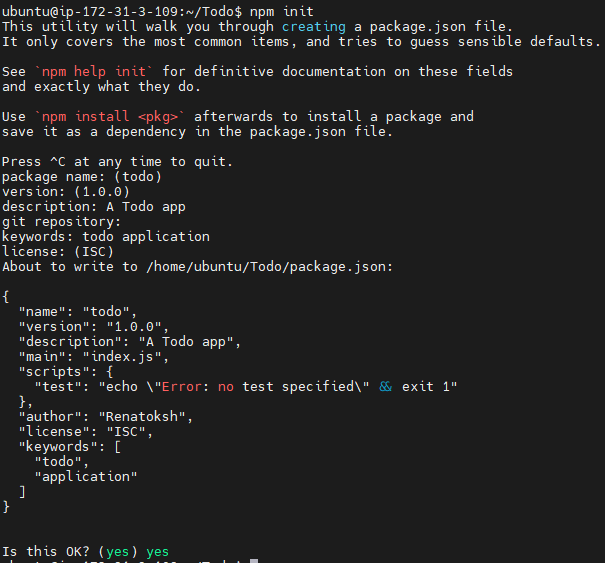 ubuntu@ip-172-31-3-109:~/Todo$ npm init
This utility will walk you through creating a package.json file.
It only covers the most common items, and tries to guess sensible defaults.
See `npm help init` for definitive documentation on these fields
and exactly what they do.
Use `npm install <pkg>` afterwards to install a package and
save it as a dependency in the package.json file.
Press ^C at any time to quit.
package name: (todo)
version: (1.0.0)
description: A Todo app
git repository:
keywords: todo application
license: (ISC)
About to write to /home/ubuntu/Todo/package.json:
{
  "name": "todo",
  "version": "1.0.0",
  "description": "A Todo app",
  "main": "index.js",
  "scripts": {
    "test": "echo \"Error: no test specified\" && exit 1"
  },
  "author": "Renatoksh",
  "license": "ISC",
  "keywords": [
    "todo",
    "application"
  ]
}
Is this OK? (yes) yes